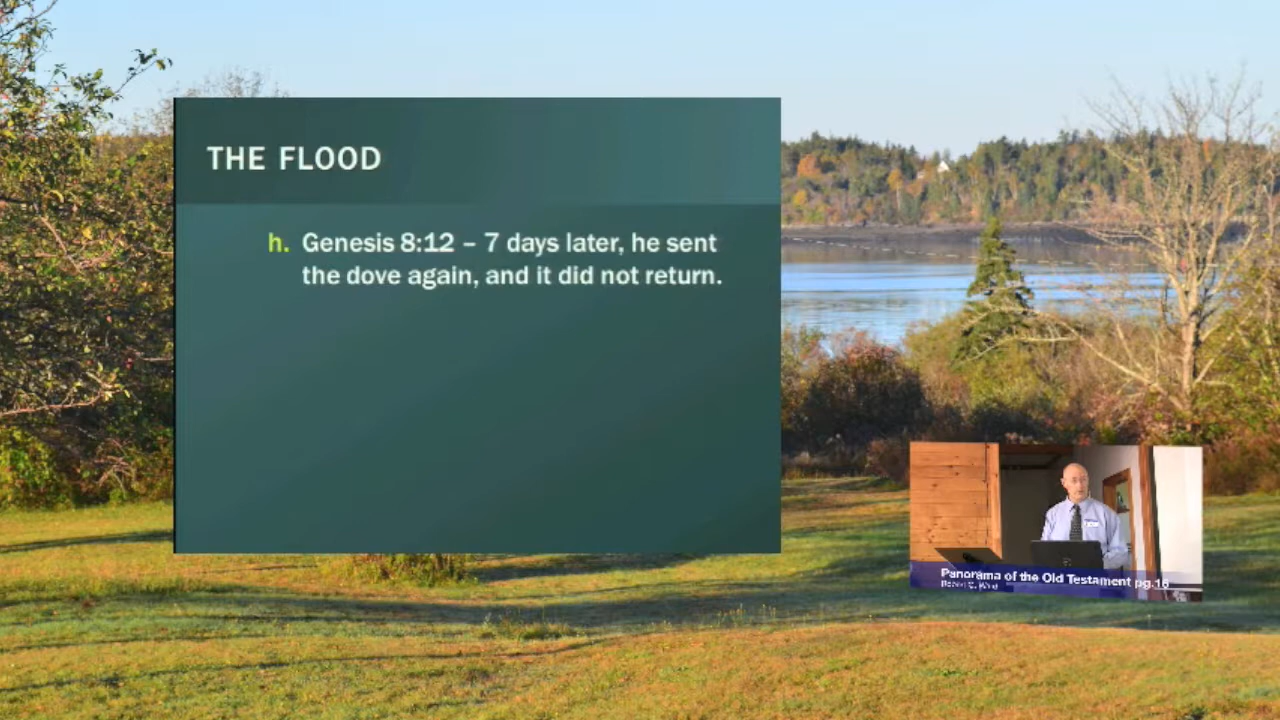 THE FLOOD
h. Genesis 8:12 – 7 days later, he sent
the dove again, and it did not return.
Panorama of the Old Testament pg.16